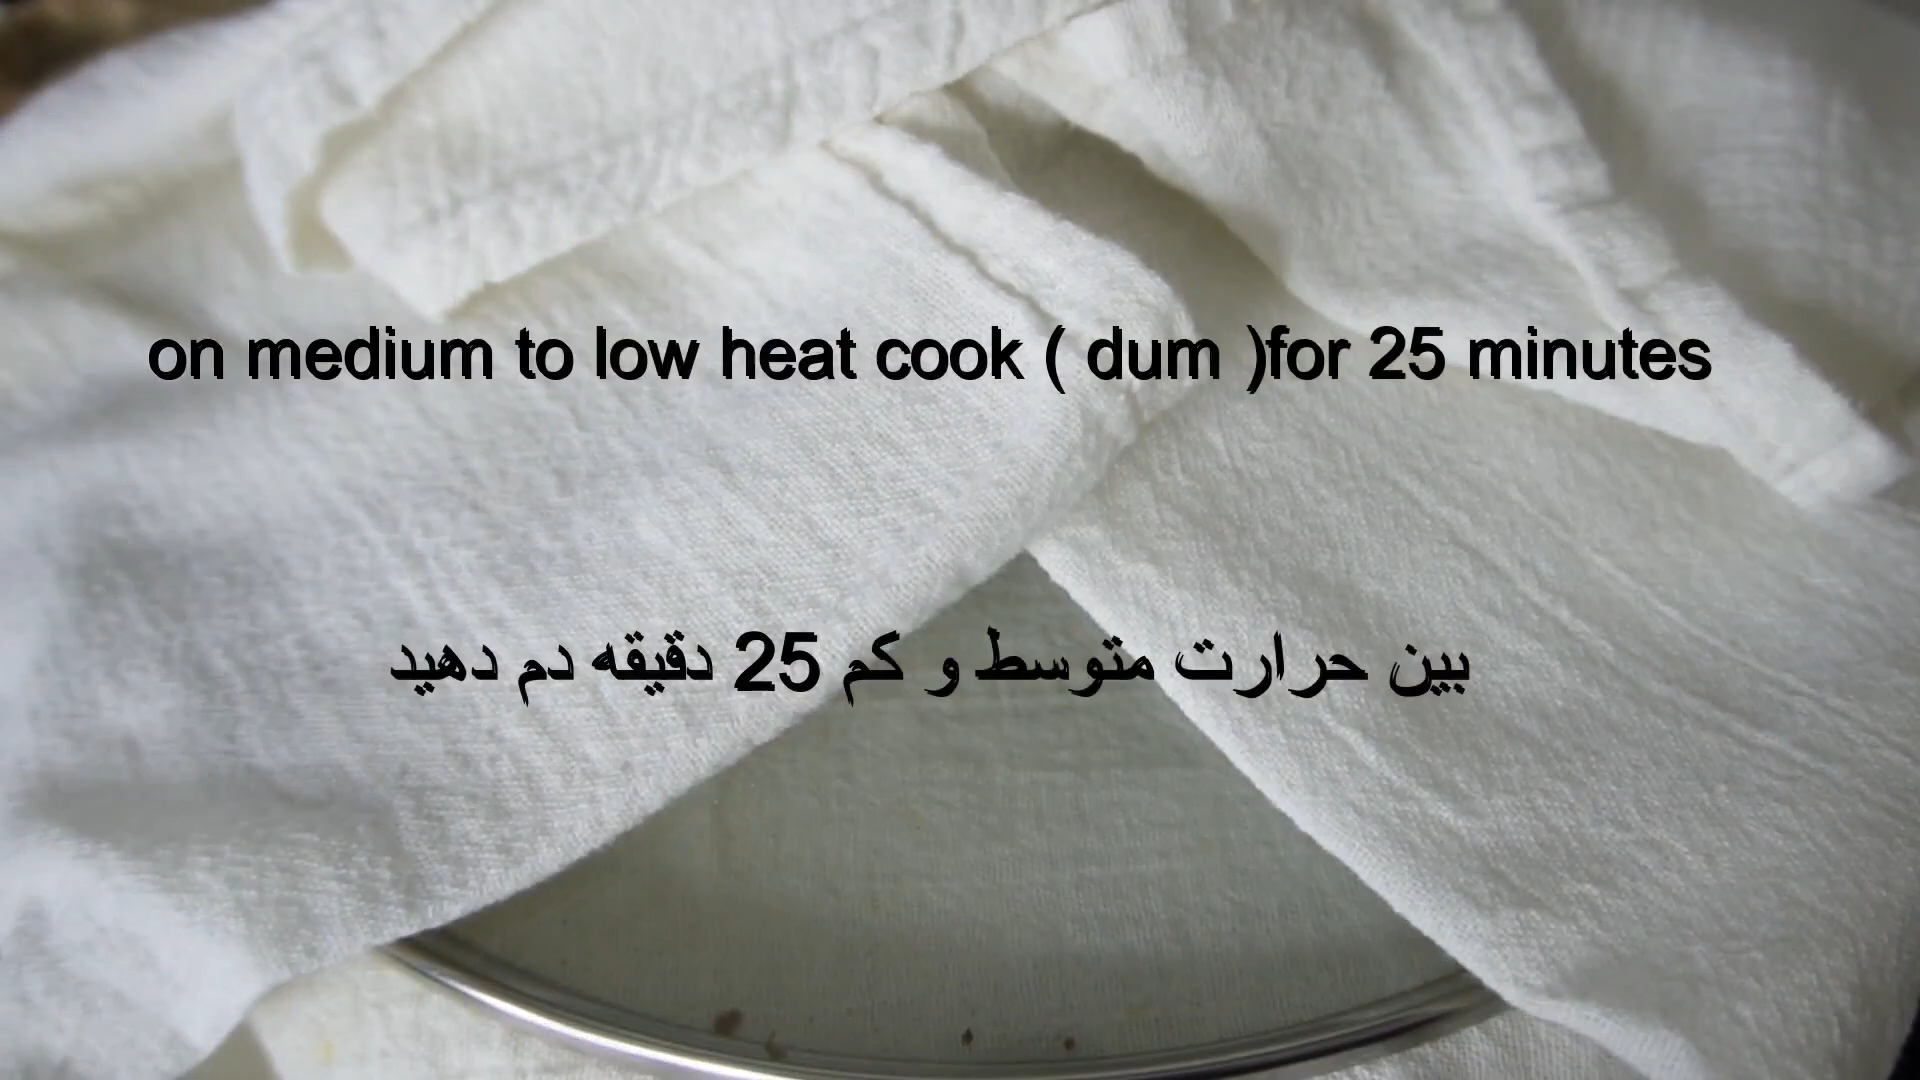 on medium to low heat cook ( dum )for 25 minutes
بین حرارت متوسط و کم 25 دقیقه دم دهید